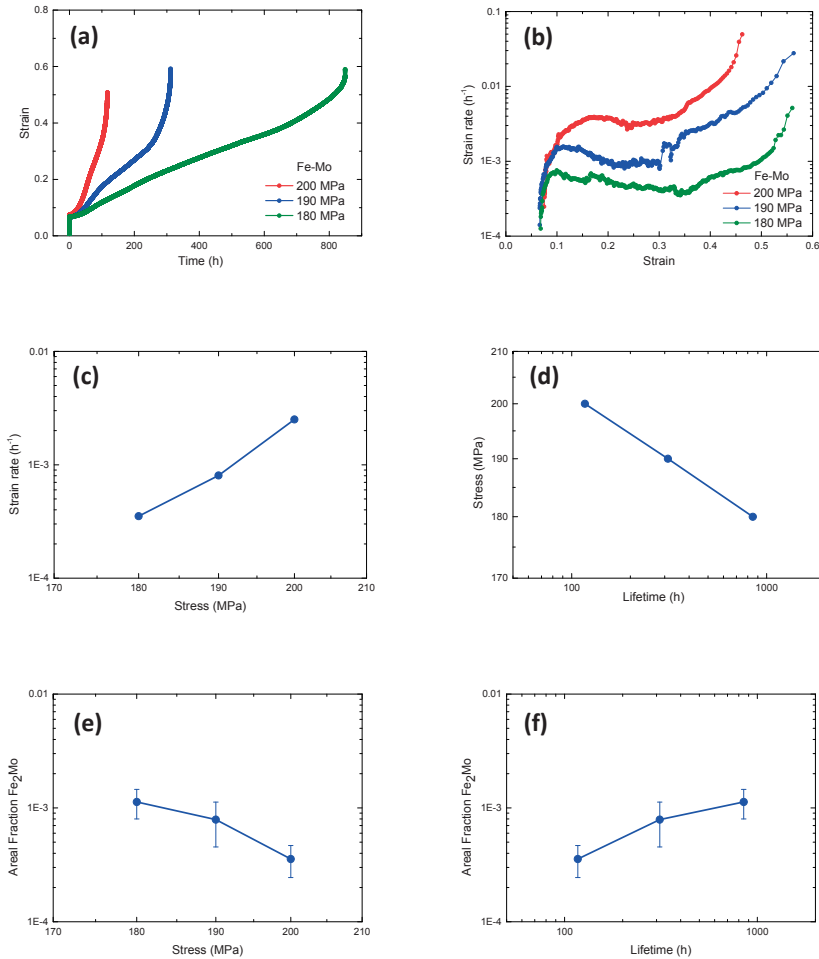 (a)
0.8
0.6
0.4
0.2
0.0
Strain
0 200 400 600 800
Time (h)
Fe-Mo
200 MPa
190 MPa
180 MPa
(b)
0.1
0.01
1E-3
1E-4
Strain rate (h-1)
0.0 0.1 0.2 0.3 0.4 0.5 0.6
Strain
Fe-Mo
200 MPa
190 MPa
180 MPa
(c)
0.01
1E-3
1E-4
Strain rate (h-1)
170 180 190 200 210
Stress (MPa)
(d)
210
200
190
180
170
Stress (MPa)
100 1000
Lifetime (h)
(e)
0.01
1E-3
1E-4
Areal Fraction Fe2Mo
170 180 190 200 210
Stress (MPa)
(f)
0.01
1E-3
1E-4
Areal Fraction Fe2Mo
100 1000
Lifetime (h)